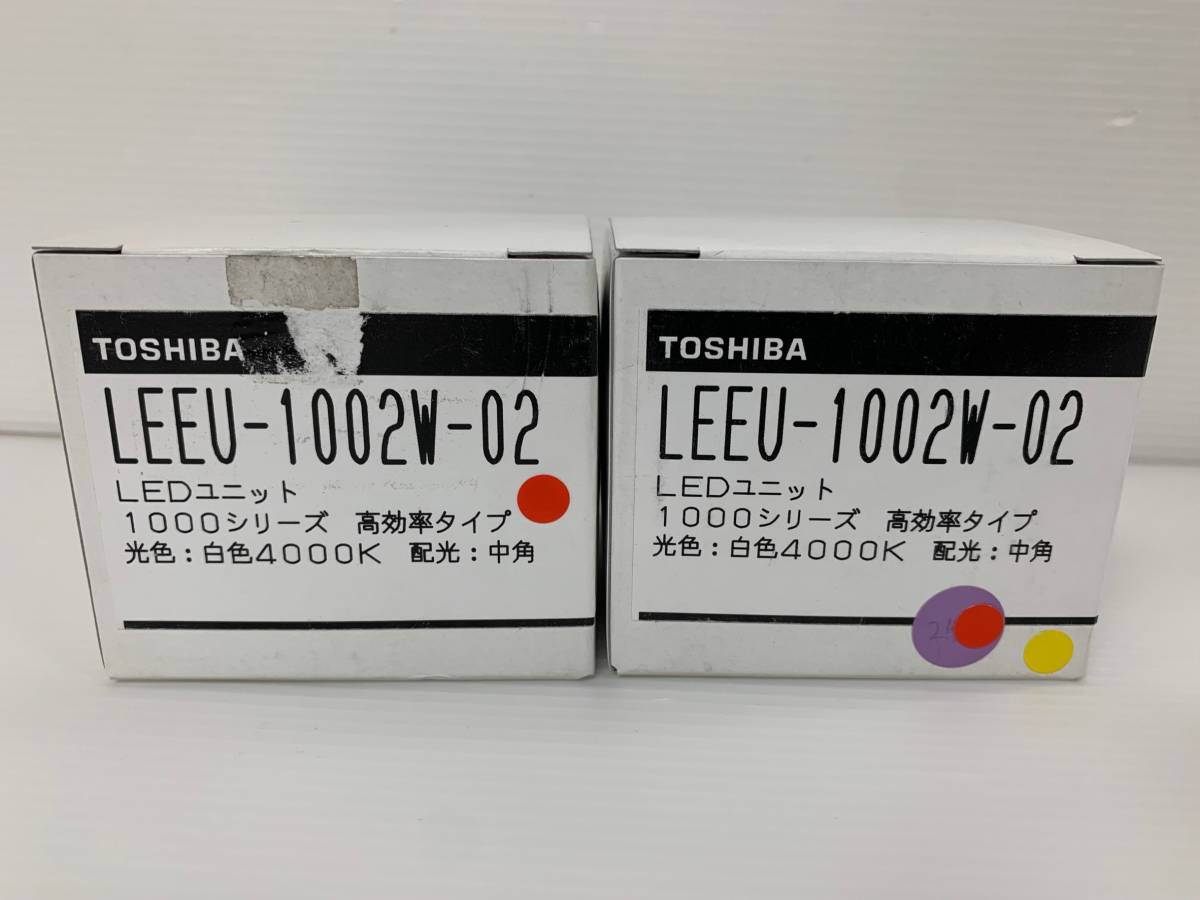 TOSHIBA
LEEU-1002W-02
LEDユニット
1000シリーズ 高効率タイプ
光色：白色4000K 配光：中角
TOSHIBA
LEEU-1002W-02
LEDユニット
1000シリーズ 高効率タイプ
光色：白色4000K 配光：中角